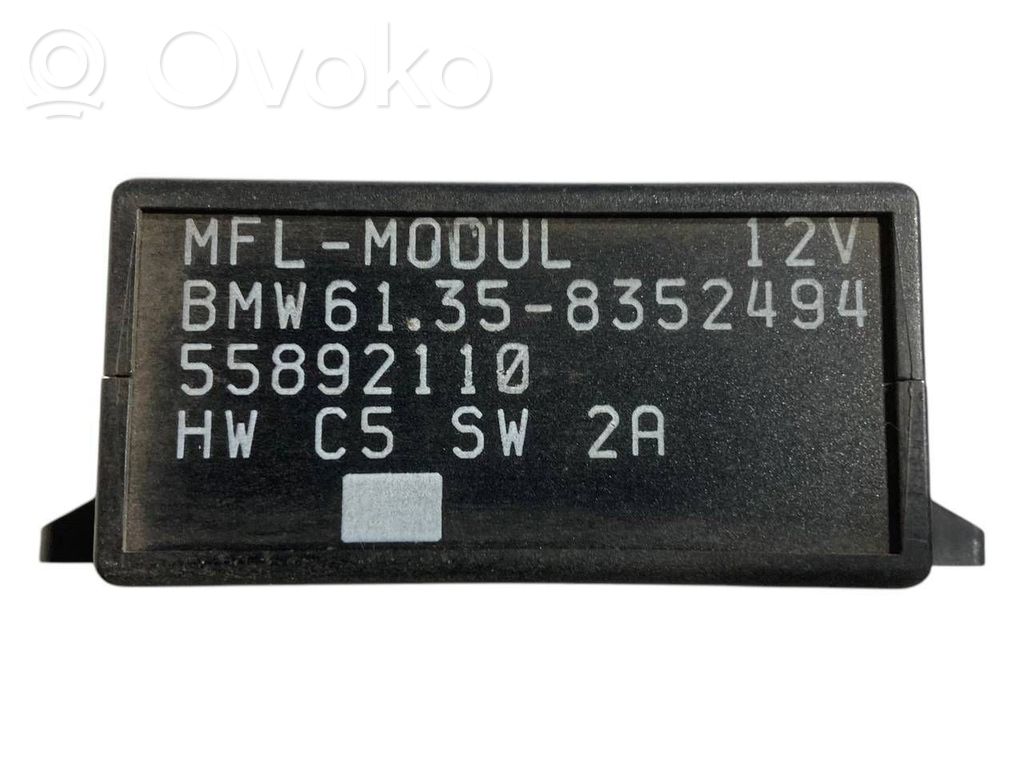 Ovoko
MFL-MODUL 12V
BMW61.35-8352494
55892110
HW C5 SW 2A